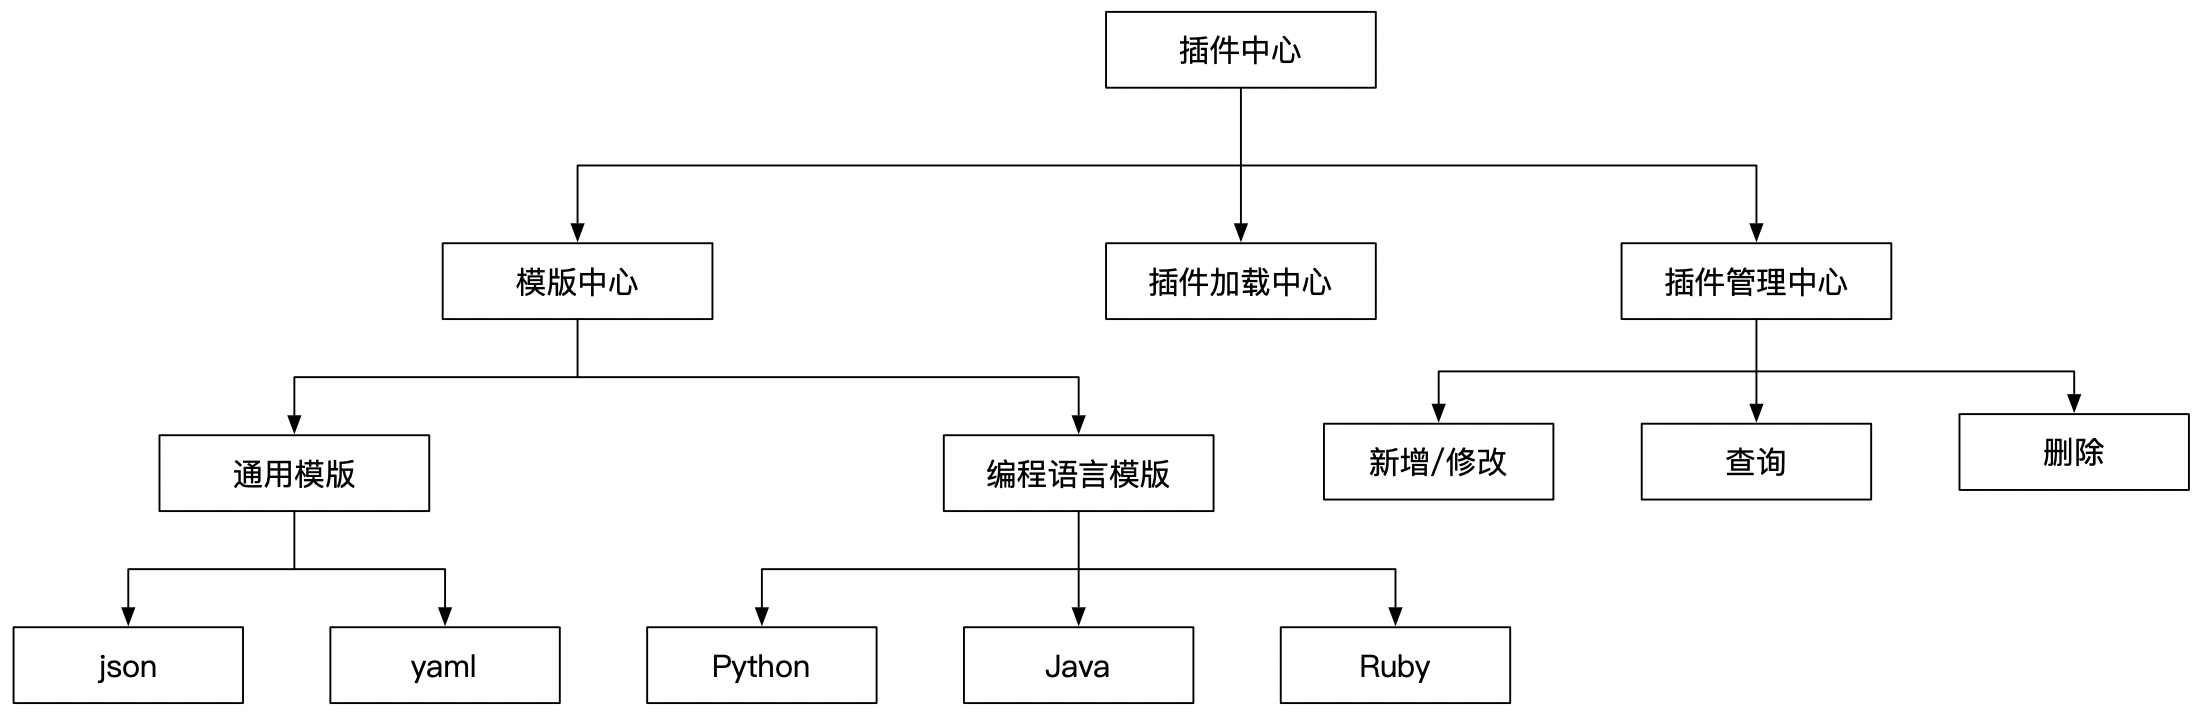 插件中心
模版中心
插件加载中心
插件管理中心
通用模版
编程语言模版
新增/修改
查询
删除
json
yaml
Python
Java
Ruby